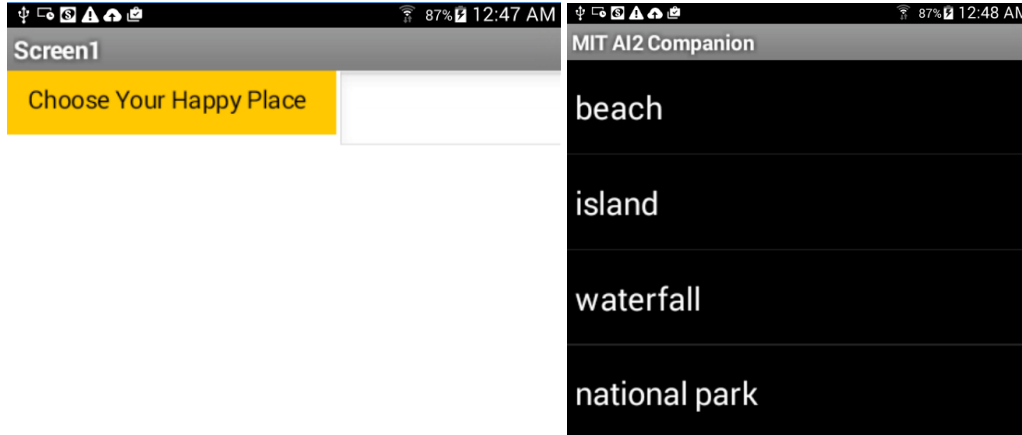 87% 12:47 AM
Screen1
Choose Your Happy Place
87% 12:48 AM
MIT AI2 Companion
beach
island
waterfall
national park